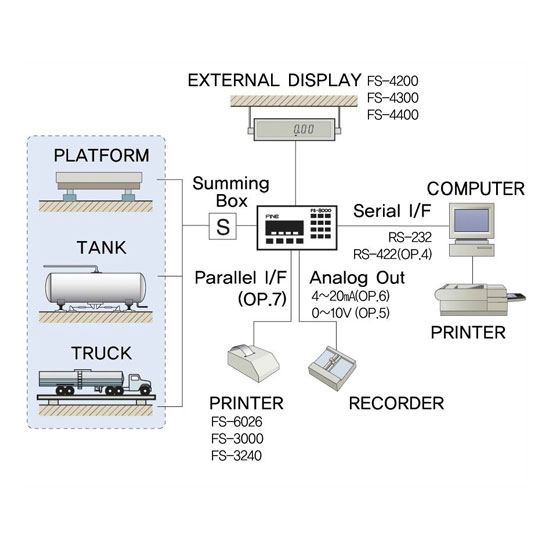 EXTERNAL DISPLAY
FS-4200
FS-4300
FS-4400
0.00
PLATFORM
TANK
TRUCK
Summing
Box
S
FINE
FS-8000
Serial I/F
RS-232
RS-422(OP.4)
COMPUTER
PRINTER
Parallel I/F
(OP.7)
Analog Out
4~20mA(OP.6)
0~10V(OP.5)
PRINTER
FS-6026
FS-3000
FS-3240
RECORDER